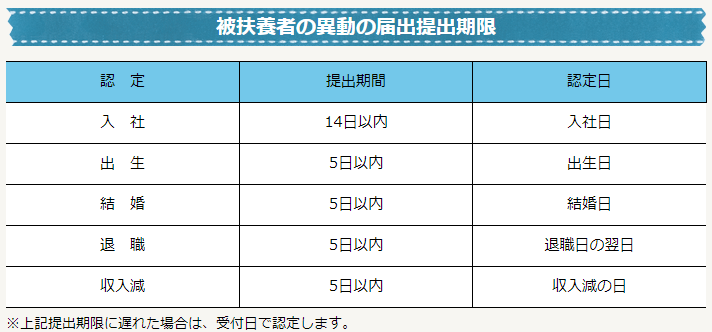 被扶養者の異動の届出提出期限
認　定 提出期間 認定日
入　社 14日以内 入社日
出　生 5日以内 出生日
結　婚 5日以内 結婚日
退　職 5日以内 退職日の翌日
収入減 5日以内 収入減の日
※上記提出期限に遅れた場合は、受付日で認定します。